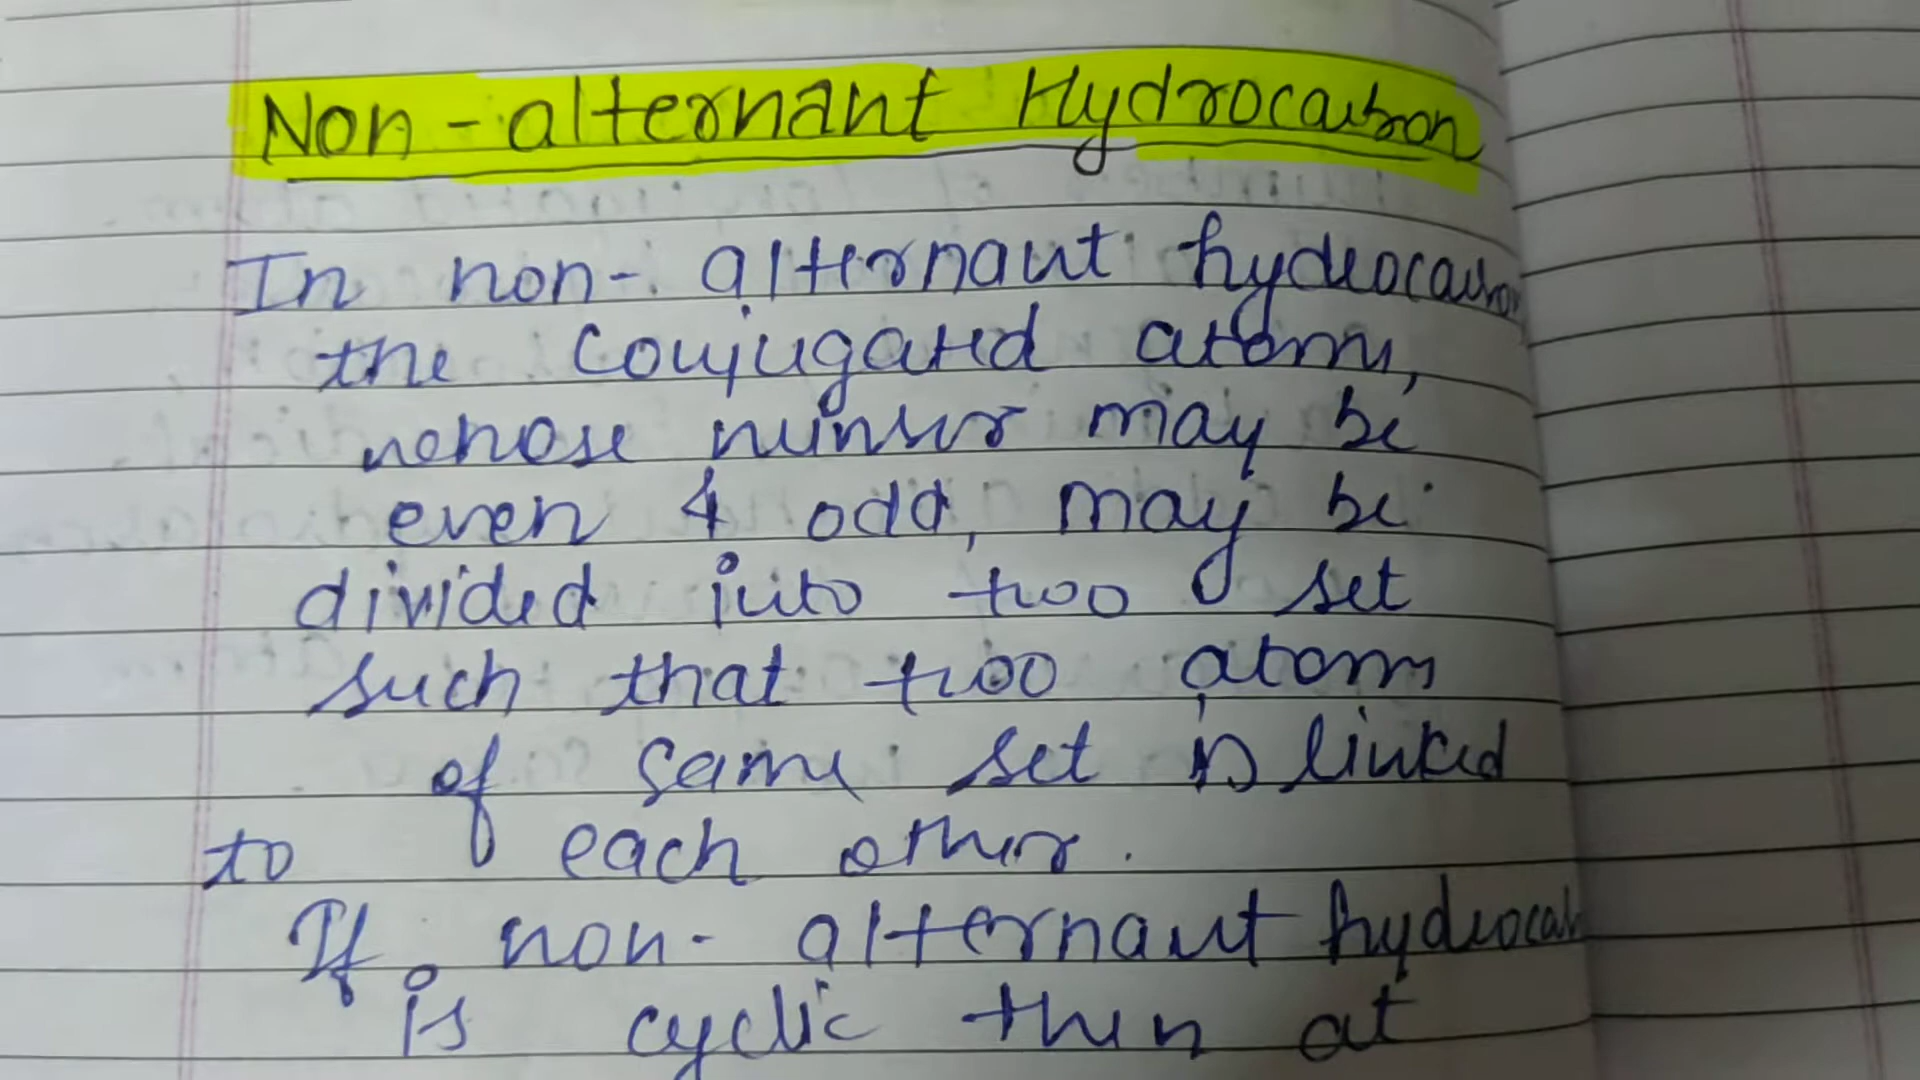 Non-alternant Hydrocarbon
In non-alternant hydrocarbon
the conjugated atoms,
whose number may be
even & odd, may be
divided into two set
such that two atom
of same set is linked
to each other.
If non-alternant hydrocar
is cyclic then at